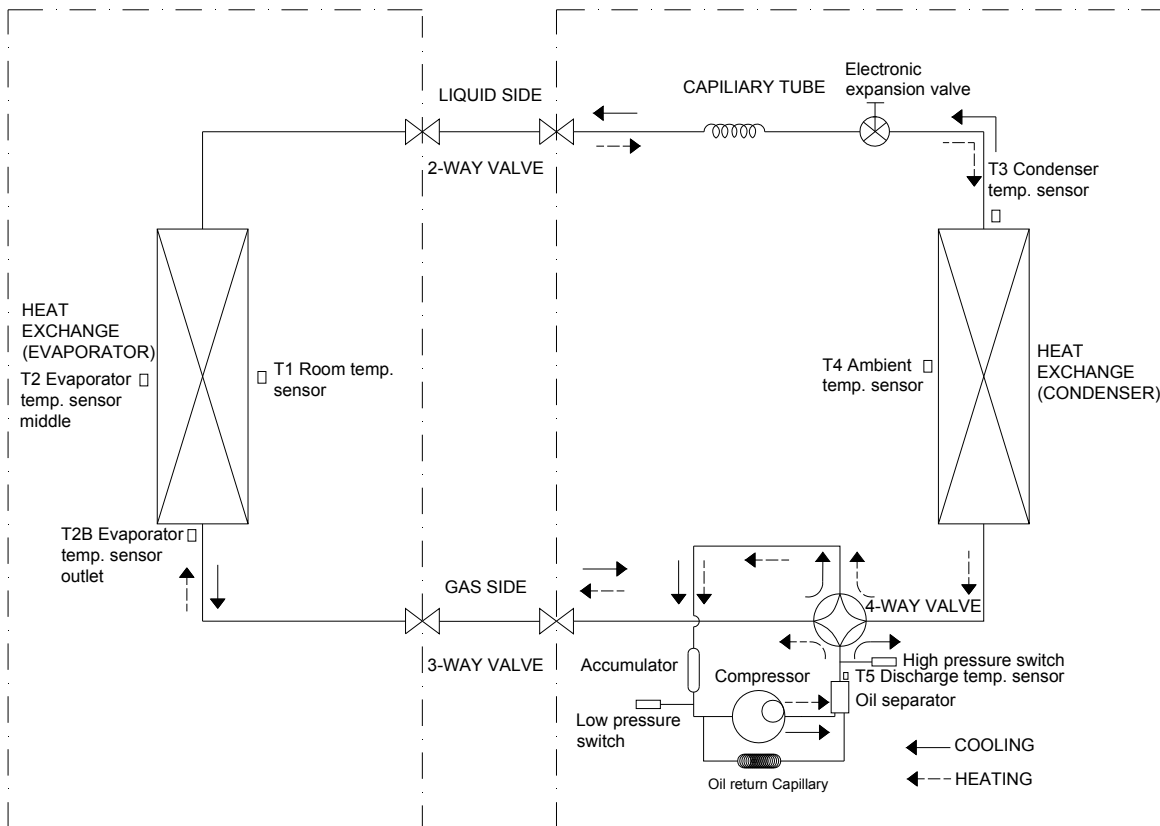 LIQUID SIDE
2-WAY VALVE
CAPILIARY TUBE
Electronic
expansion valve
T3 Condenser
temp. sensor
HEAT
EXCHANGE
(EVAPORATOR)
T2 Evaporator
temp. sensor
middle
T1 Room temp.
sensor
T4 Ambient
temp. sensor
HEAT
EXCHANGE
(CONDENSER)
T2B Evaporator
temp. sensor
outlet
GAS SIDE
3-WAY VALVE
4-WAY VALVE
Accumulator
Compressor
High pressure switch
T5 Discharge temp. sensor
Oil separator
Low pressure
switch
Oil return Capillary
COOLING
HEATING